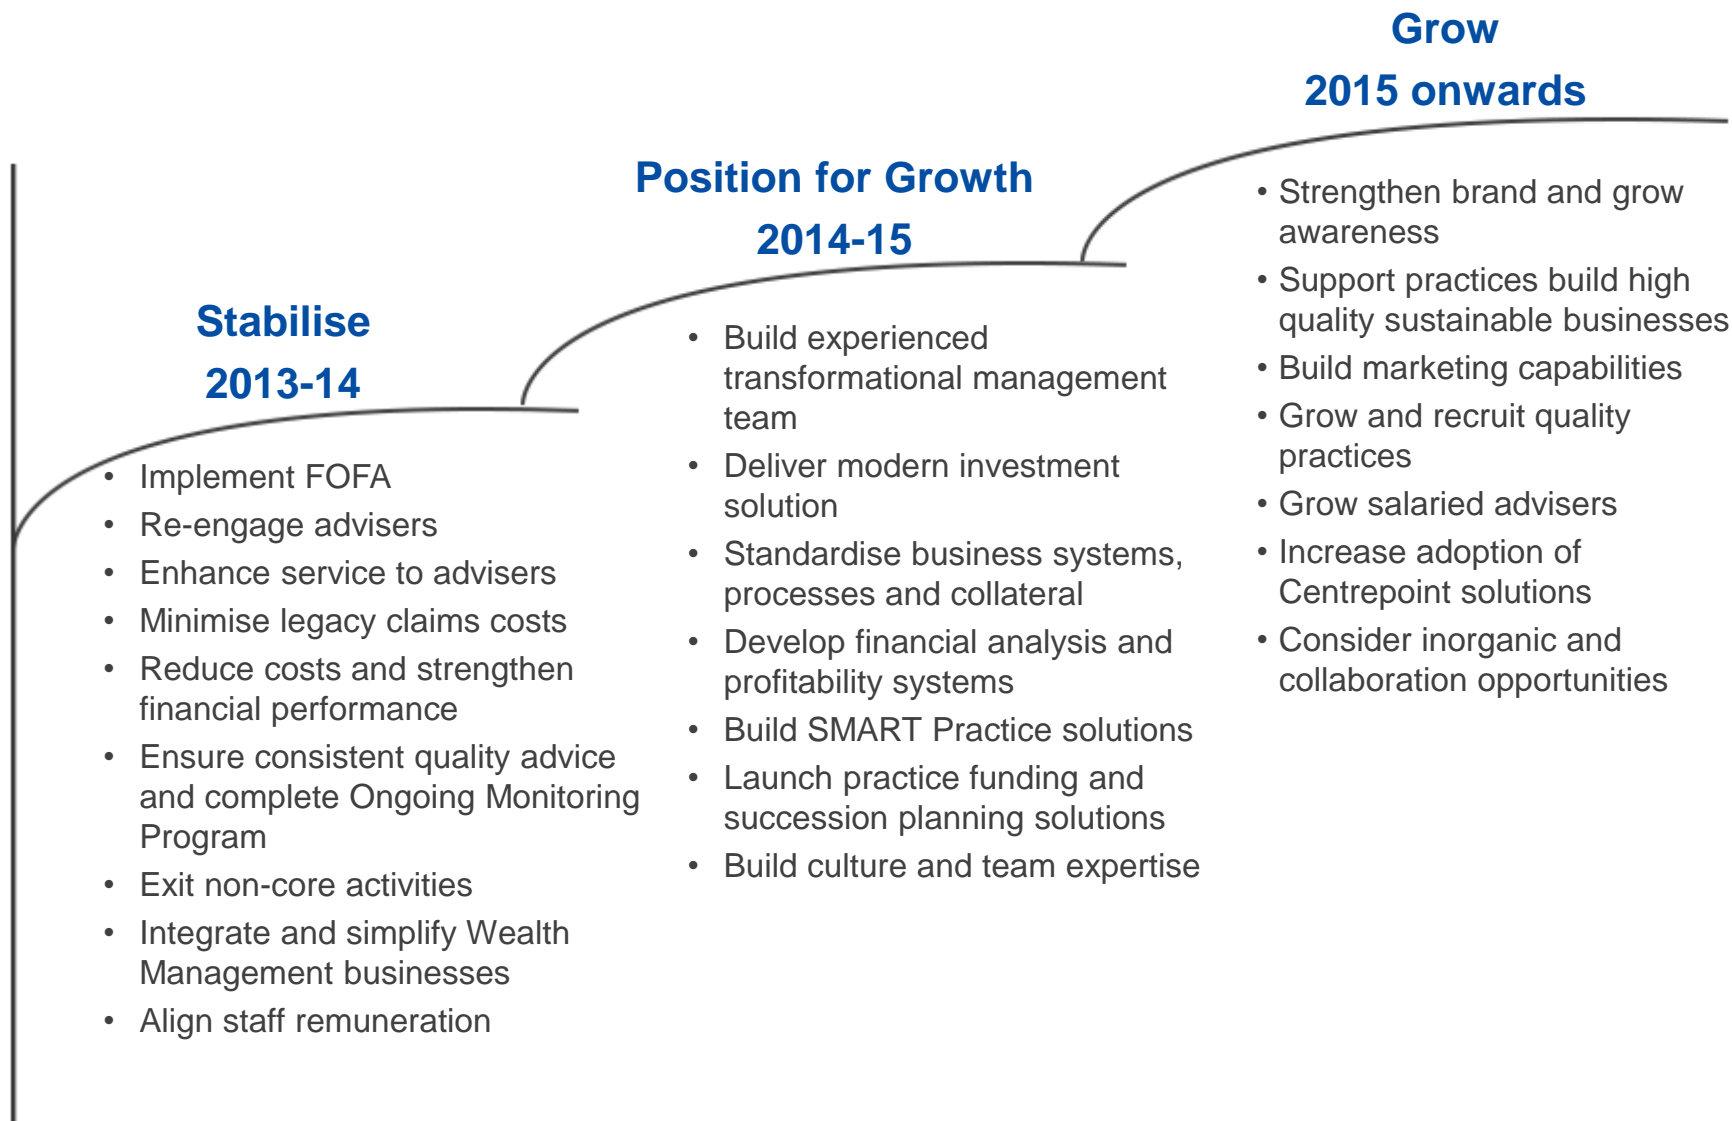 Stabilise
2013-14
• Implement FOFA
• Re-engage advisers
• Enhance service to advisers
• Minimise legacy claims costs
• Reduce costs and strengthen
financial performance
• Ensure consistent quality advice
and complete Ongoing Monitoring
Program
• Exit non-core activities
• Integrate and simplify Wealth
Management businesses
• Align staff remuneration
Position for Growth
2014-15
• Build experienced
transformational management
team
• Deliver modern investment
solution
• Standardise business systems,
processes and collateral
• Develop financial analysis and
profitability systems
• Build SMART Practice solutions
• Launch practice funding and
succession planning solutions
• Build culture and team expertise
Grow
2015 onwards
• Strengthen brand and grow
awareness
• Support practices build high
quality sustainable businesses
• Build marketing capabilities
• Grow and recruit quality
practices
• Grow salaried advisers
• Increase adoption of
Centrepoint solutions
• Consider inorganic and
collaboration opportunities